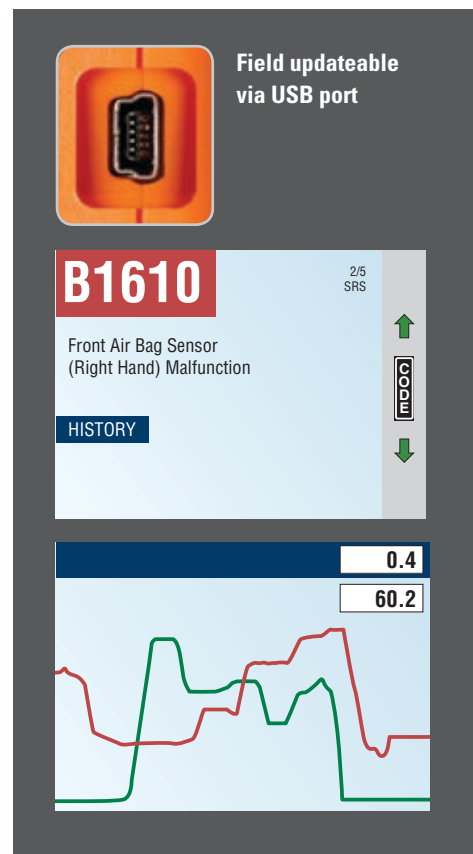 Field updateable
via USB port
B1610
2/5
SRS
Front Air Bag Sensor
(Right Hand) Malfunction
CODE
HISTORY
0.4
60.2